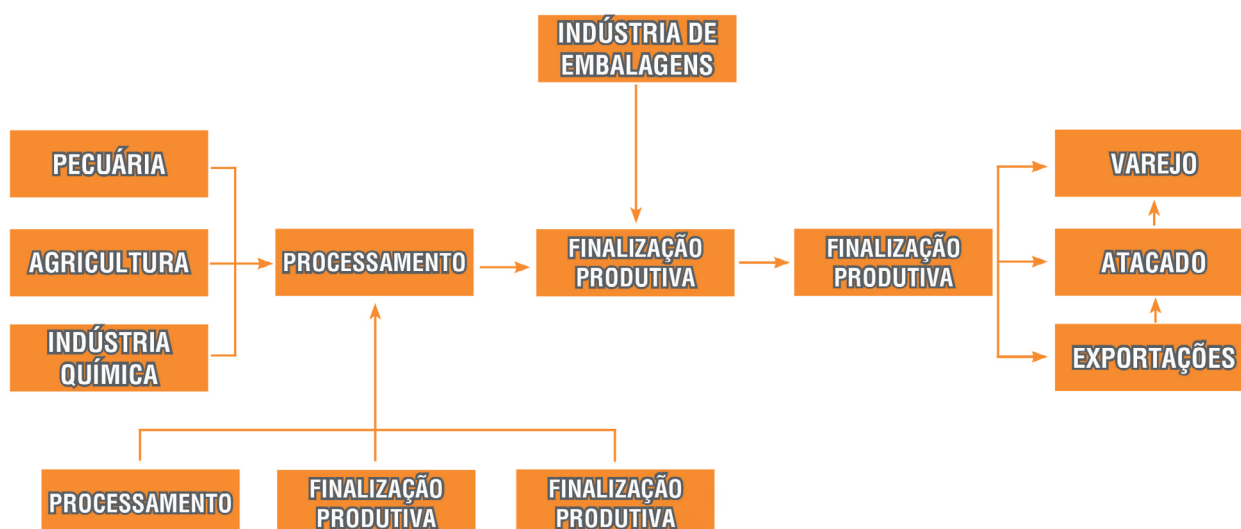 INDÚSTRIA DE
EMBALAGENS
PECUÁRIA
VAREJO
AGRICULTURA
PROCESSAMENTO
FINALIZAÇÃO
PRODUTIVA
FINALIZAÇÃO
PRODUTIVA
ATACADO
INDÚSTRIA
QUÍMICA
EXPORTAÇÕES
PROCESSAMENTO
FINALIZAÇÃO
PRODUTIVA
FINALIZAÇÃO
PRODUTIVA